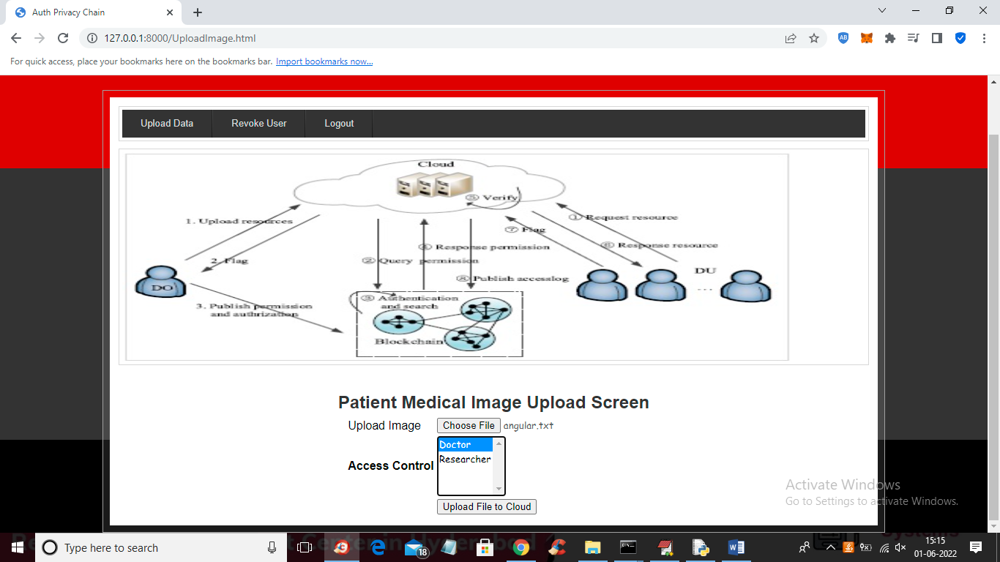 Auth Privacy Chain
127.0.0.1:8000/UploadImage.html
AB
For quick access, place your bookmarks here on the bookmarks bar. Import bookmarks now...
Upload Data Revoke User Logout
Cloud
⑤ Verify
1. Upload resources
① Request resource
⑦ Flag
④ Response permission
⑥ Response resource
2. Flag
② Query permission
DU
⑧ Publish accesslog
...
DO
③ Authentication
and search
3. Publish permission
and authrization
Blockchain
Patient Medical Image Upload Screen
Upload Image Choose File angular.txt
Doctor
Researcher
Access Control
Upload File to Cloud
Activate Windows
Go to Settings to activate Windows.
Systems
Type here to search
18
15:15
01-06-2022